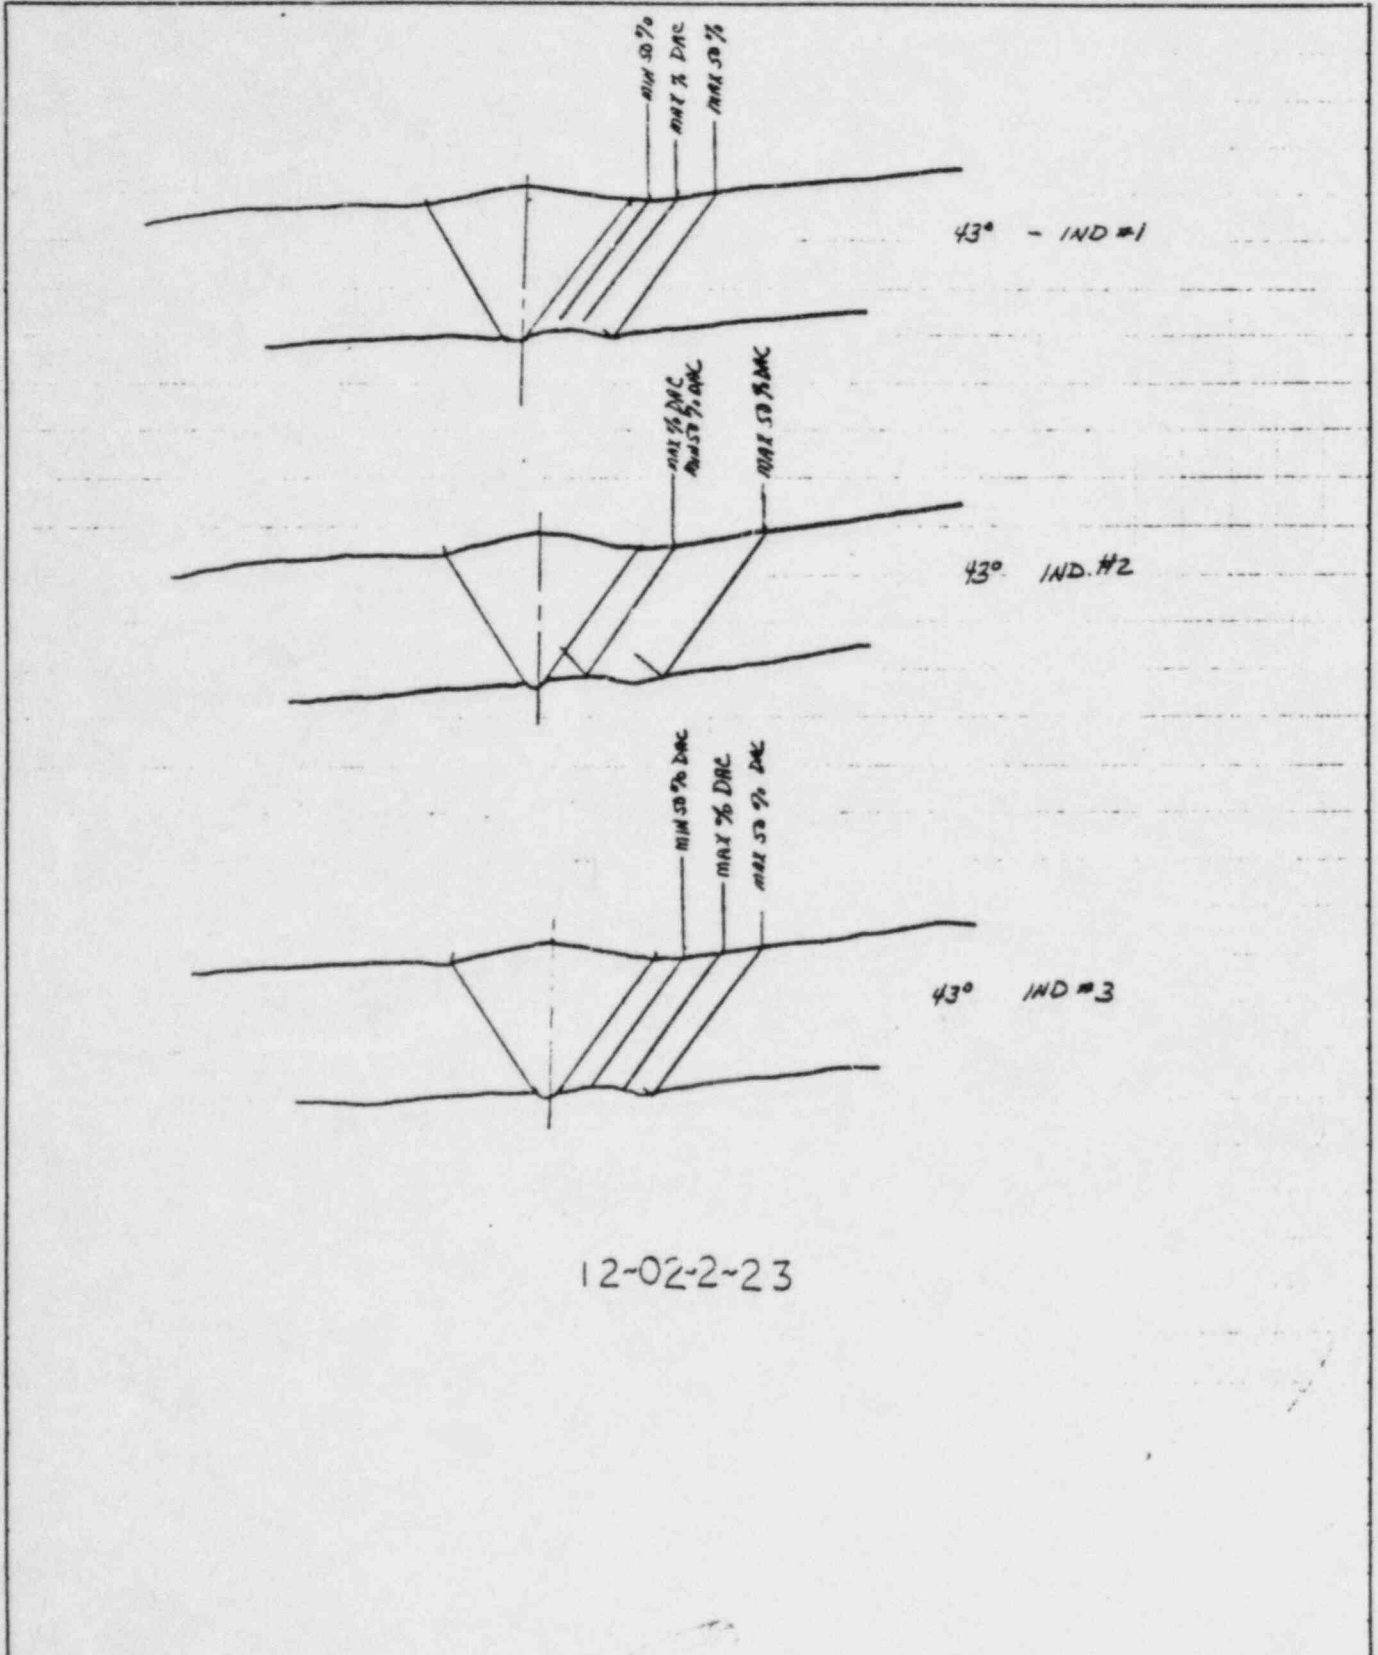 MIN 50%
MAX % DAC
MAX 50%
43° - IND #1
MAX % DAC
MIN 50% DAC
MAX 50% DAC
43° IND. #2
MIN 50% DAC
MAX % DAC
MAX 50% DAC
43° IND #3
12-02-2-23